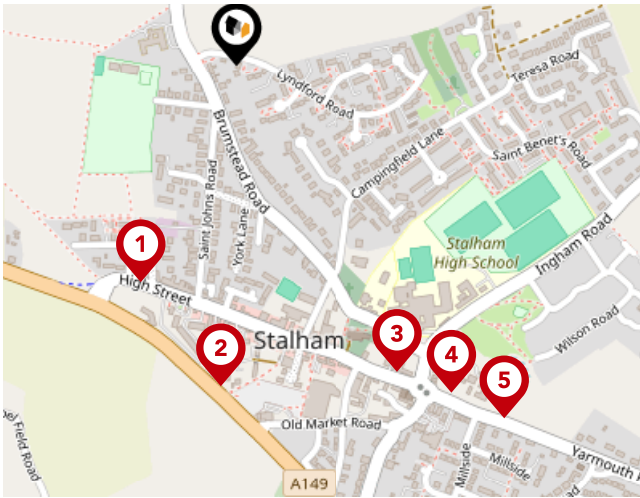 Lyndford Road
Teresa Road
Brumstead Road
Campingfield Lane
Saint Benet's Road
Saint Johns Road
York Lane
1
Stalham
High School
Ingham Road
High Street
2
Stalham
3
Wilson Road
4
5
Old Market Road
el Field Road
Millside
Millside
Yarmouth
A149